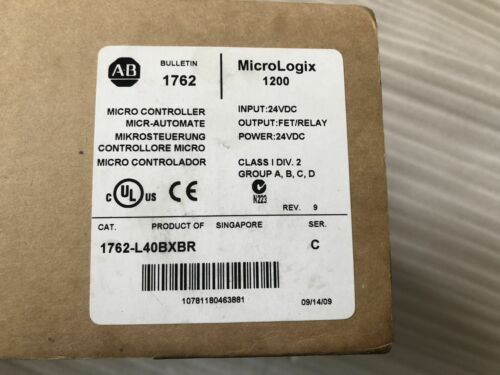 AB
BULLETIN
1762
MicroLogix
1200
MICRO CONTROLLER
MICR-AUTOMATE
MIKROSTEUERUNG
CONTROLLORE MICRO
MICRO CONTROLADOR
INPUT:24VDC
OUTPUT:FET/RELAY
POWER:24VDC
CLASS I DIV. 2
GROUP A, B, C, D
C UL US CE
N223
REV. 9
CAT. PRODUCT OF SINGAPORE SER.
1762-L40BXBR C
10781180463881
09/14/09